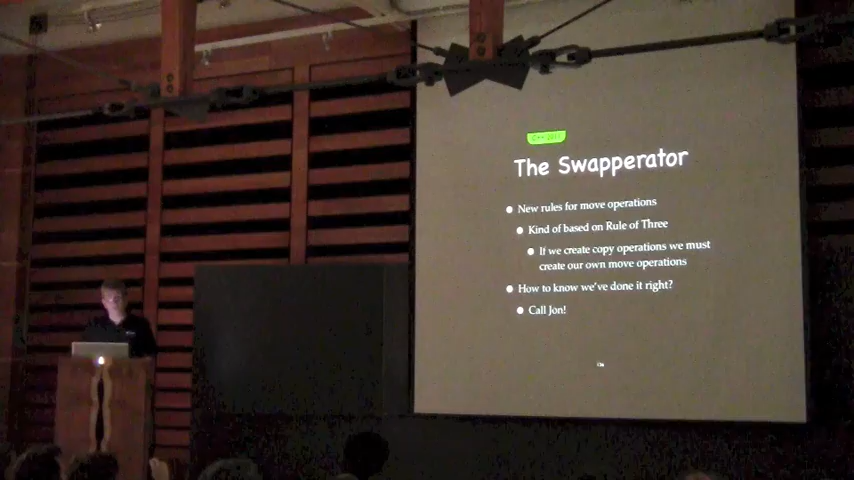 The Swapperator
New rules for move operations
Kind of based on Rule of Three
If we create copy operations we must
create our own move operations
How to know we've done it right?
Call Jon!